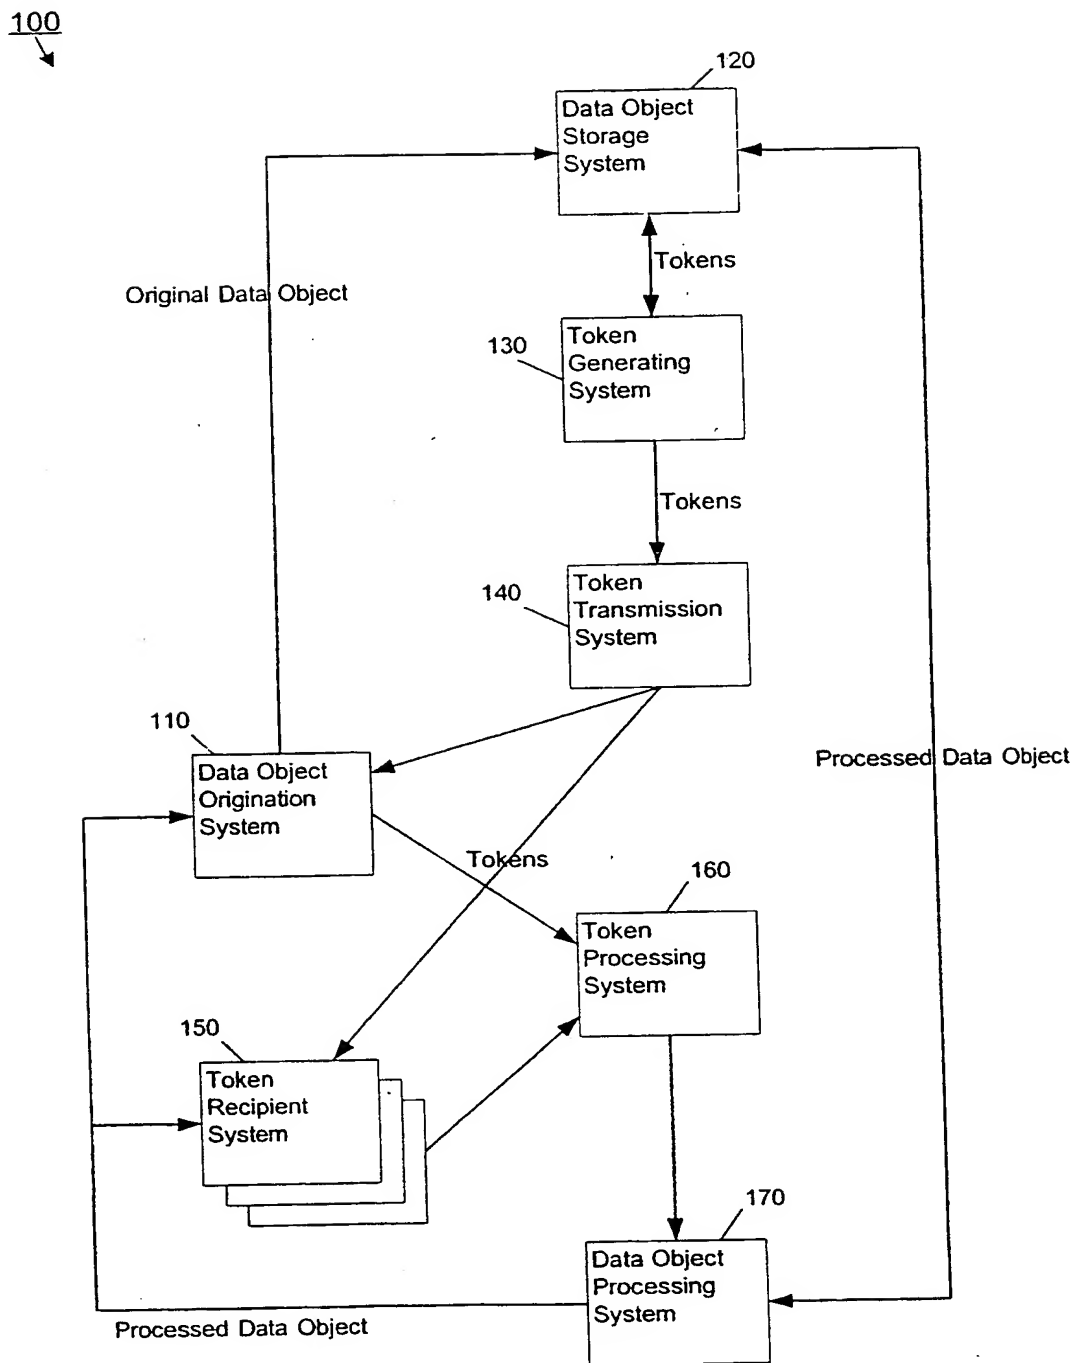 100
120
Data Object
Storage
System
Tokens
Original Data Object
130
Token
Generating
System
Tokens
140
Token
Transmission
System
110
Data Object
Origination
System
Processed Data Object
Tokens
160
Token
Processing
System
150
Token
Recipient
System
170
Data Object
Processing
System
Processed Data Object